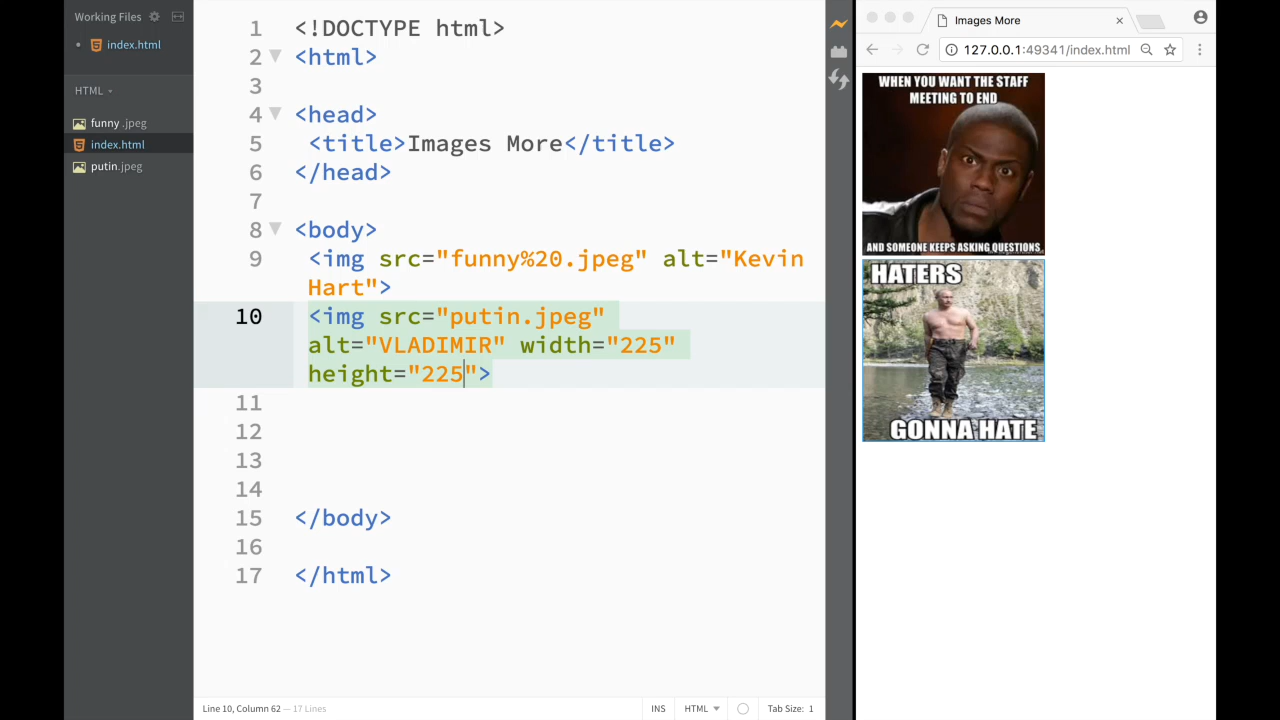 Working Files
index.html
HTML
funny .jpeg
index.html
putin.jpeg
1 <!DOCTYPE html>
2 <html>
3
4 <head>
5 <title>Images More</title>
6 </head>
7
8 <body>
9 <img src="funny%20.jpeg" alt="Kevin
Hart">
10 <img src="putin.jpeg"
alt="VLADIMIR" width="225"
height="225">
11
12
13
14
15 </body>
16
17 </html>
Line 10, Column 62 — 17 Lines
INS
HTML
Tab Size: 1
Images More
127.0.0.1:49341/index.html
WHEN YOU WANT THE STAFF
MEETING TO END
AND SOMEONE KEEPS ASKING QUESTIONS
HATERS
GONNA HATE